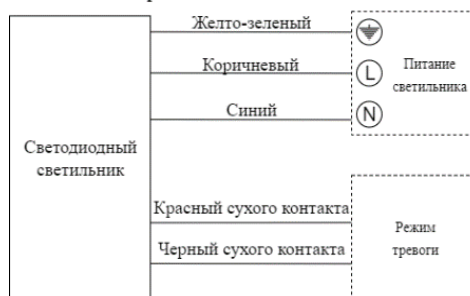 Желто-зеленый
Коричневый
L
Питание
светильника
Синий
N
Светодиодный
светильник
Красный сухого контакта
Черный сухого контакта
Режим
тревоги